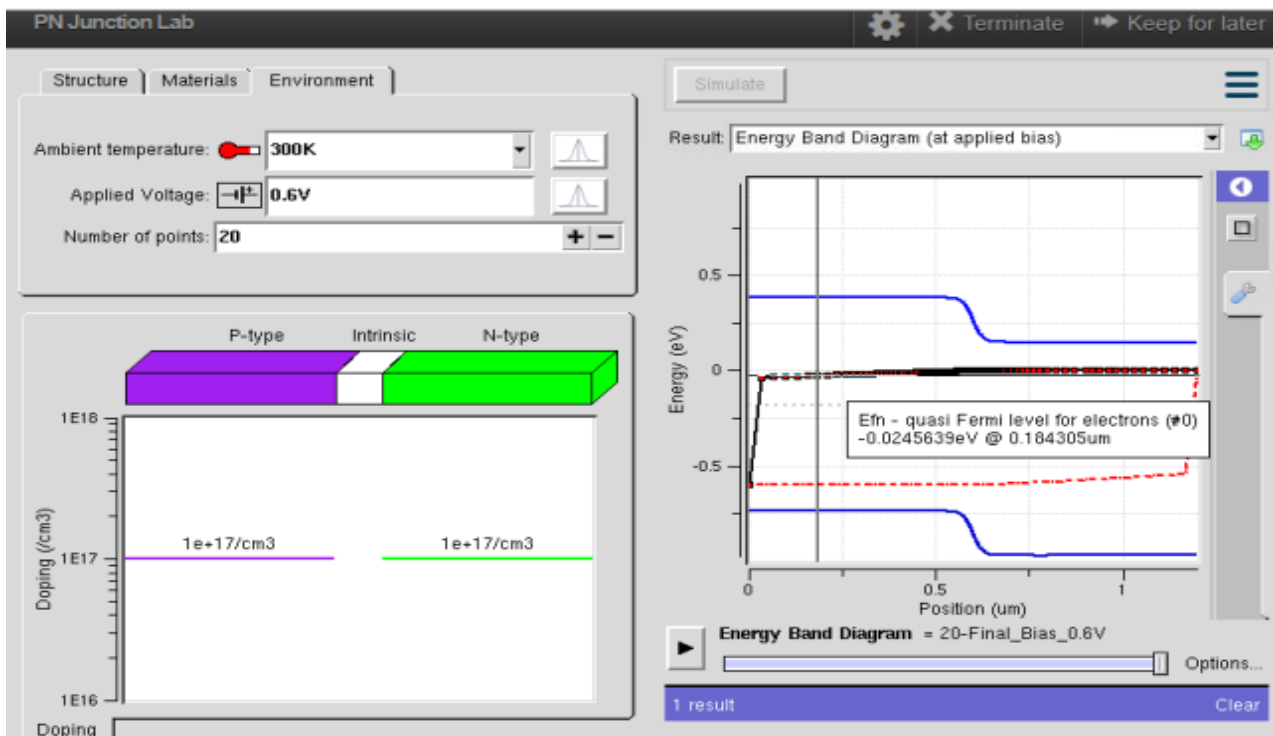 PN Junction Lab
Terminate
Keep for later
Structure
Materials
Environment
Ambient temperature: 300K
Applied Voltage: 0.6V
Number of points: 20
+ −
P-type
Intrinsic
N-type
1E18
1E17
1E16
Doping (/cm3)
1e+17/cm3
1e+17/cm3
Doping
Simulate
Result: Energy Band Diagram (at applied bias)
0.5
0
-0.5
Energy (eV)
Efn - quasi Fermi level for electrons (#0)
-0.0245639eV @ 0.184305um
0
0.5
1
Position (um)
Energy Band Diagram = 20-Final_Bias_0.6V
Options...
1 result
Clear